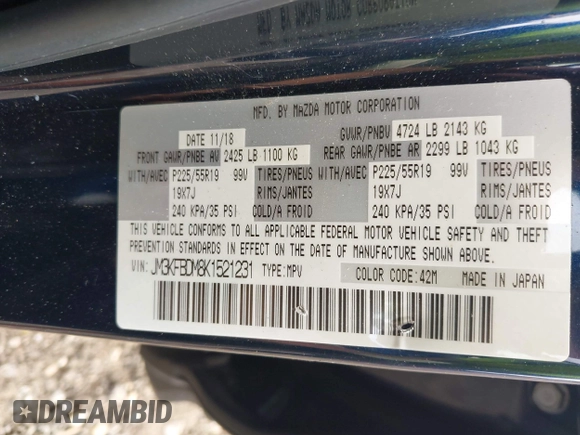 MFD. BY MAZDA MOTOR CORPORATION
DATE 11/18 GVWR/PNBV 4724 LB 2143 KG
FRONT GAWR/PNBE AV 2425 LB 1100 KG REAR GAWR/PNBE AR 2299 LB 1043 KG
WITH/AVEC P225/55R19 99V TIRES/PNEUS WITH/AVEC P225/55R19 99V TIRES/PNEUS
19X7J RIMS/JANTES 19X7J RIMS/JANTES
240 KPA/35 PSI COLD/A FROID 240 KPA/35 PSI COLD/A FROID
THIS VEHICLE CONFORMS TO ALL APPLICABLE FEDERAL MOTOR VEHICLE SAFETY AND THEFT
PREVENTION STANDARDS IN EFFECT ON THE DATE OF MANUFACTURE SHOWN ABOVE.
VIN: JM3KFBDM8K1521231 TYPE:MPV COLOR CODE:42M MADE IN JAPAN
DREAMBID